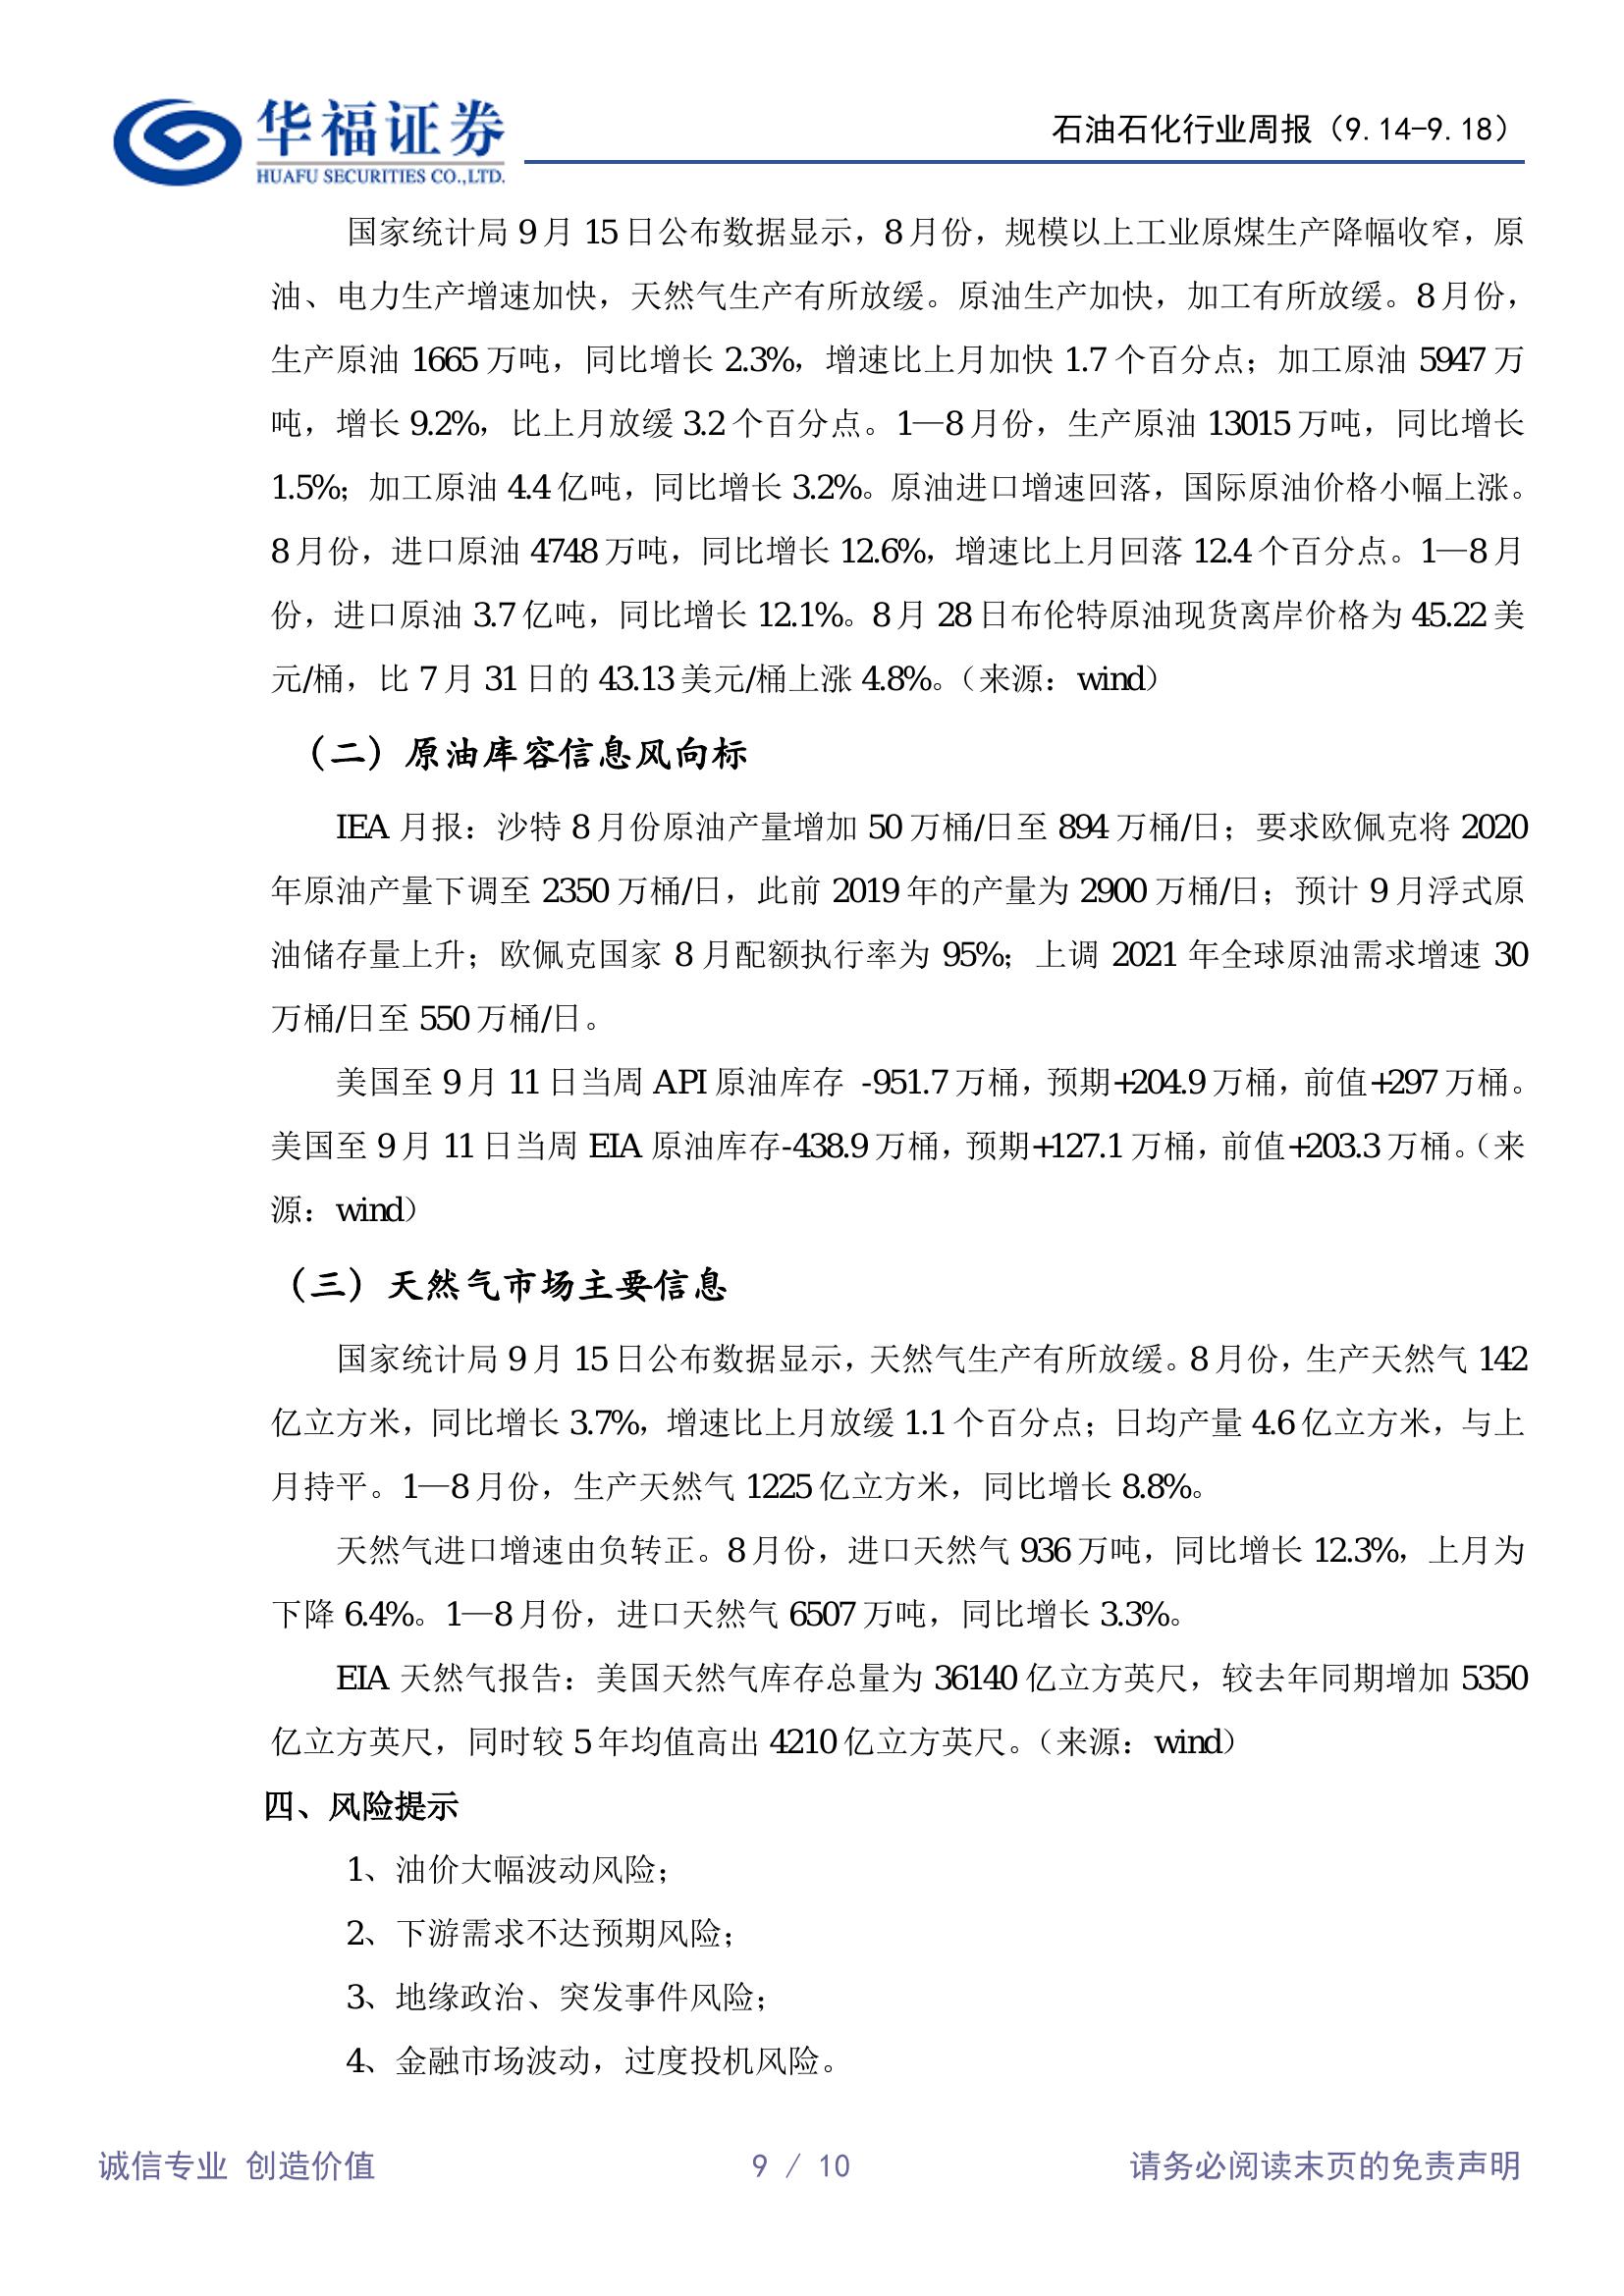 华福证券
HUAFU SECURITIES CO.,LTD.
石油石化行业周报（9.14-9.18）
国家统计局 9 月 15 日公布数据显示，8 月份，规模以上工业原煤生产降幅收窄，原
油、电力生产增速加快，天然气生产有所放缓。原油生产加快，加工有所放缓。8 月份，
生产原油 1665 万吨，同比增长 2.3%，增速比上月加快 1.7 个百分点；加工原油 5947 万
吨，增长 9.2%，比上月放缓 3.2 个百分点。1—8 月份，生产原油 13015 万吨，同比增长
1.5%；加工原油 4.4 亿吨，同比增长 3.2%。原油进口增速回落，国际原油价格小幅上涨。
8 月份，进口原油 4748 万吨，同比增长 12.6%，增速比上月回落 12.4 个百分点。1—8 月
份，进口原油 3.7 亿吨，同比增长 12.1%。8 月 28 日布伦特原油现货离岸价格为 45.22 美
元/桶，比 7 月 31 日的 43.13 美元/桶上涨 4.8%。（来源：wind）
（二）原油库容信息风向标
IEA 月报：沙特 8 月份原油产量增加 50 万桶/日至 894 万桶/日；要求欧佩克将 2020
年原油产量下调至 2350 万桶/日，此前 2019 年的产量为 2900 万桶/日；预计 9 月浮式原
油储存量上升；欧佩克国家 8 月配额执行率为 95%；上调 2021 年全球原油需求增速 30
万桶/日至 550 万桶/日。
美国至 9 月 11 日当周 API 原油库存 -951.7 万桶，预期+204.9 万桶，前值+297 万桶。
美国至 9 月 11 日当周 EIA 原油库存-438.9 万桶，预期+127.1 万桶，前值+203.3 万桶。（来
源：wind）
（三）天然气市场主要信息
国家统计局 9 月 15 日公布数据显示，天然气生产有所放缓。8 月份，生产天然气 142
亿立方米，同比增长 3.7%，增速比上月放缓 1.1 个百分点；日均产量 4.6 亿立方米，与上
月持平。1—8 月份，生产天然气 1225 亿立方米，同比增长 8.8%。
天然气进口增速由负转正。8 月份，进口天然气 936 万吨，同比增长 12.3%，上月为
下降 6.4%。1—8 月份，进口天然气 6507 万吨，同比增长 3.3%。
EIA 天然气报告：美国天然气库存总量为 36140 亿立方英尺，较去年同期增加 5350
亿立方英尺，同时较 5 年均值高出 4210 亿立方英尺。（来源：wind）
四、风险提示
1、油价大幅波动风险；
2、下游需求不达预期风险；
3、地缘政治、突发事件风险；
4、金融市场波动，过度投机风险。
诚信专业 创造价值
9 / 10
请务必阅读末页的免责声明